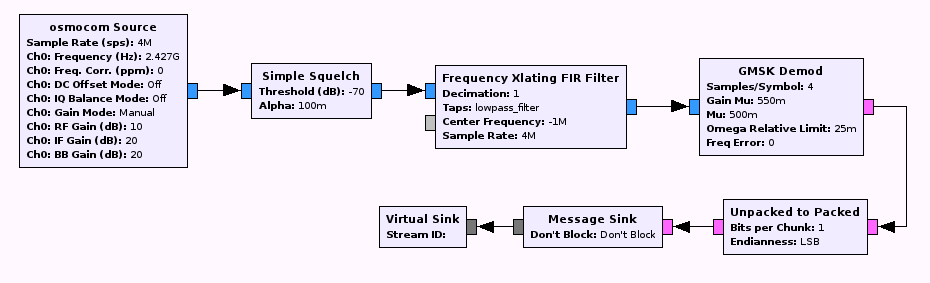 osmocom Source
Sample Rate (sps): 4M
Ch0: Frequency (Hz): 2.427G
Ch0: Freq. Corr. (ppm): 0
Ch0: DC Offset Mode: Off
Ch0: IQ Balance Mode: Off
Ch0: Gain Mode: Manual
Ch0: RF Gain (dB): 10
Ch0: IF Gain (dB): 20
Ch0: BB Gain (dB): 20
Simple Squelch
Threshold (dB): -70
Alpha: 100m
Frequency Xlating FIR Filter
Decimation: 1
Taps: lowpass_filter
Center Frequency: -1M
Sample Rate: 4M
GMSK Demod
Samples/Symbol: 4
Gain Mu: 550m
Mu: 500m
Omega Relative Limit: 25m
Freq Error: 0
Virtual Sink
Stream ID:
Message Sink
Don't Block: Don't Block
Unpacked to Packed
Bits per Chunk: 1
Endianness: LSB